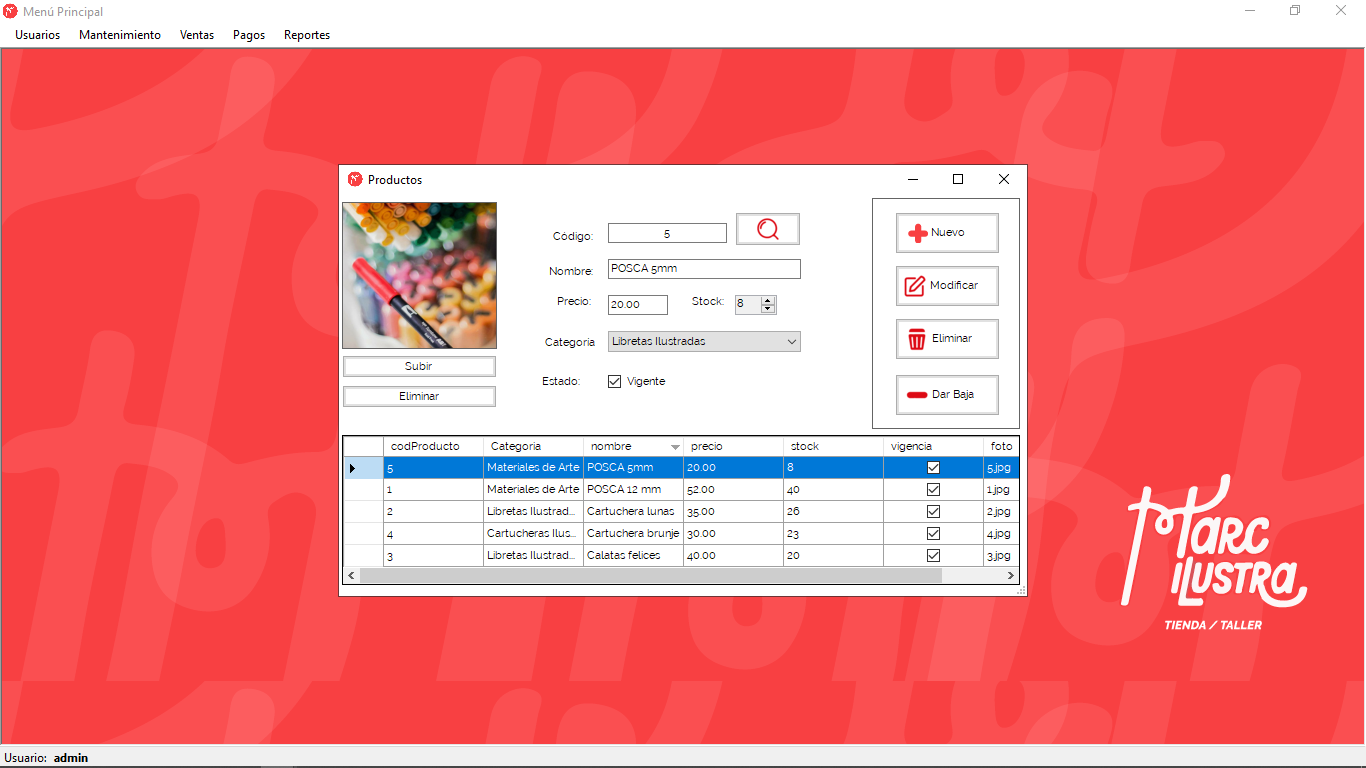 Menú Principal
Usuarios Mantenimiento Ventas Pagos Reportes
Productos
Código: 5
Nombre: POSCA 5mm
Precio: 20.00 Stock: 8
Categoría Libretas Ilustradas
Estado: Vigente
Subir
Eliminar
Nuevo
Modificar
Eliminar
Dar Baja
codProducto Categoría nombre precio stock vigencia foto
5 Materiales de Arte POSCA 5mm 20.00 8 5.jpg
1 Materiales de Arte POSCA 12 mm 52.00 40 1.jpg
2 Libretas Ilustrad... Cartuchera lunas 35.00 26 2.jpg
4 Cartucheras Ilus... Cartuchera brunje 30.00 23 4.jpg
3 Libretas Ilustrad... Calatas felices 40.00 20 3.jpg
MARC
ILUSTRA
TIENDA / TALLER
Usuario: admin